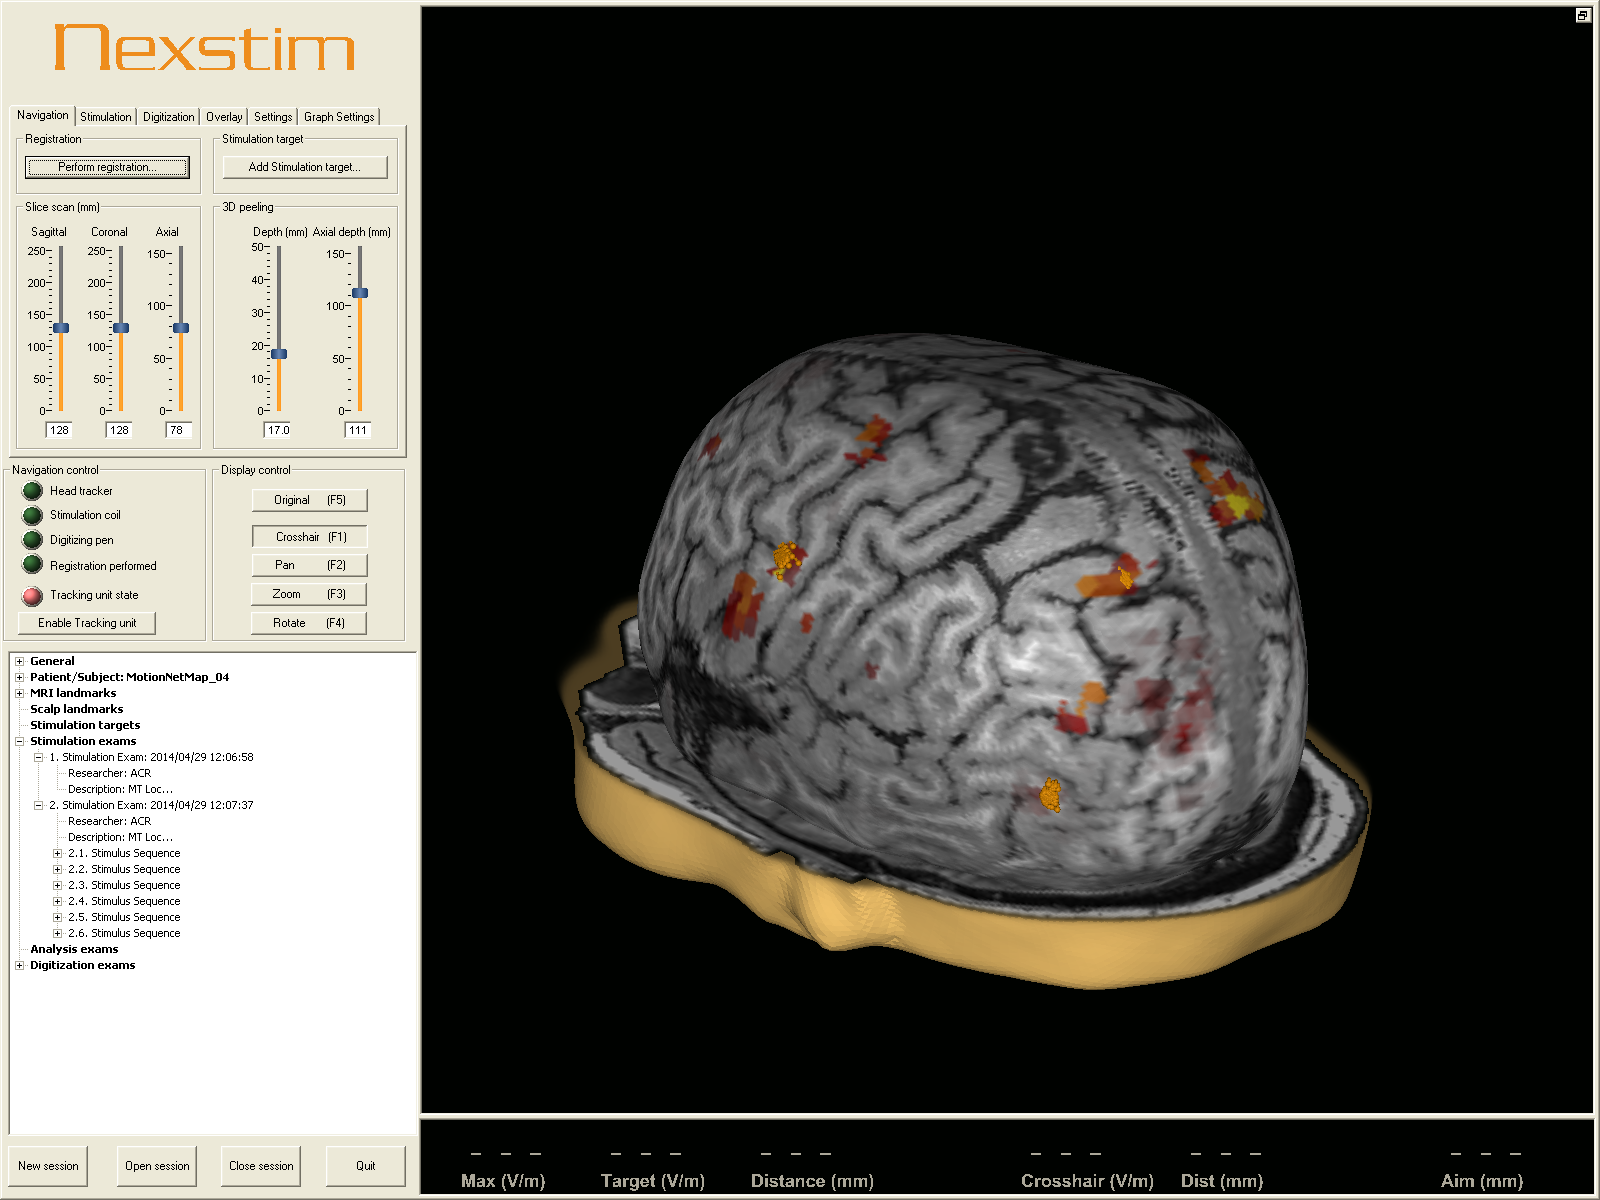 nexstim
Navigation Stimulation Digitization Overlay Settings Graph Settings
Registration Stimulation target
Perform registration... Add Stimulation target...
Slice scan (mm) 3D peeling
Sagittal Coronal Axial Depth (mm) Axial depth (mm)
250 250 150 50 150
200 200 40
150 150 100 30 100
100 100 20
50 50 50 10 50
0 0 0 0 0
128 128 78 17.0 111
Navigation control Display control
Head tracker Original (F5)
Stimulation coil
Digitizing pen Crosshair (F1)
Registration performed Pan (F2)
Tracking unit state Zoom (F3)
Enable Tracking unit Rotate (F4)
General
Patient/Subject: MotionNetMap_04
MRI landmarks
Scalp landmarks
Stimulation targets
Stimulation exams
1. Stimulation Exam: 2014/04/29 12:06:58
Researcher: ACR
Description: MT Loc...
2. Stimulation Exam: 2014/04/29 12:07:37
Researcher: ACR
Description: MT Loc...
2.1. Stimulus Sequence
2.2. Stimulus Sequence
2.3. Stimulus Sequence
2.4. Stimulus Sequence
2.5. Stimulus Sequence
2.6. Stimulus Sequence
Analysis exams
Digitization exams
New session Open session Close session Quit
– – – – – – – – – – – – – – – – – –
Max (V/m) Target (V/m) Distance (mm) Crosshair (V/m) Dist (mm) Aim (mm)